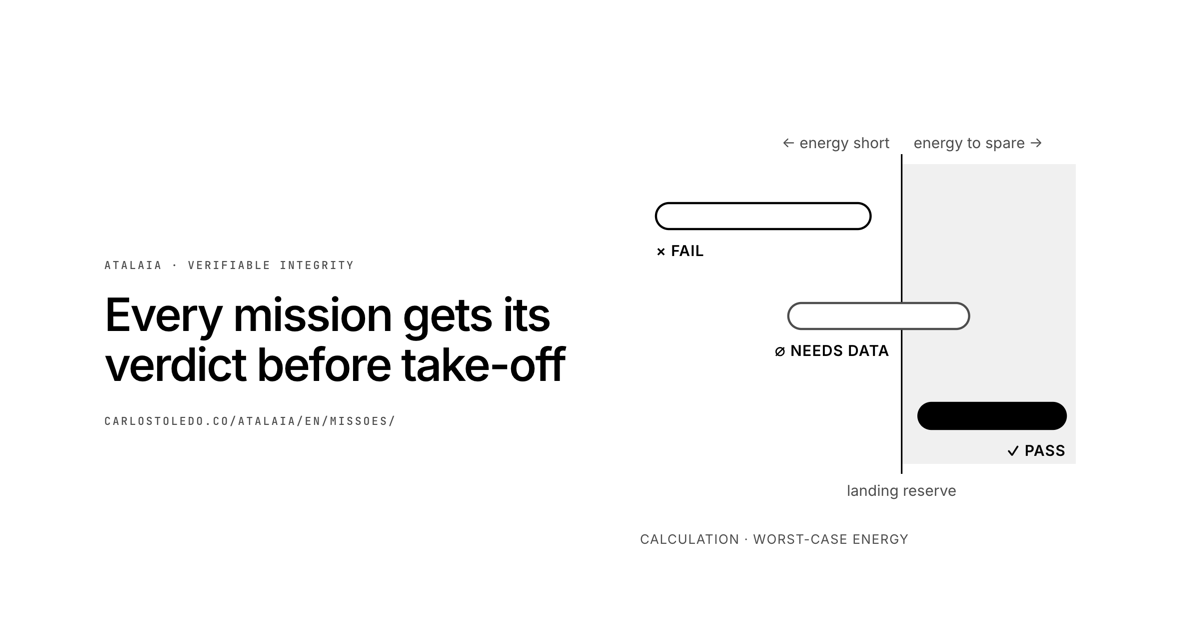 ATALAIA · VERIFIABLE INTEGRITY
Every mission gets its
verdict before take-off
CARLOSTOLEDO.CO/ATALAIA/EN/MISSOES/
← energy short
energy to spare →
× FAIL
⌀ NEEDS DATA
✓ PASS
landing reserve
CALCULATION · WORST-CASE ENERGY